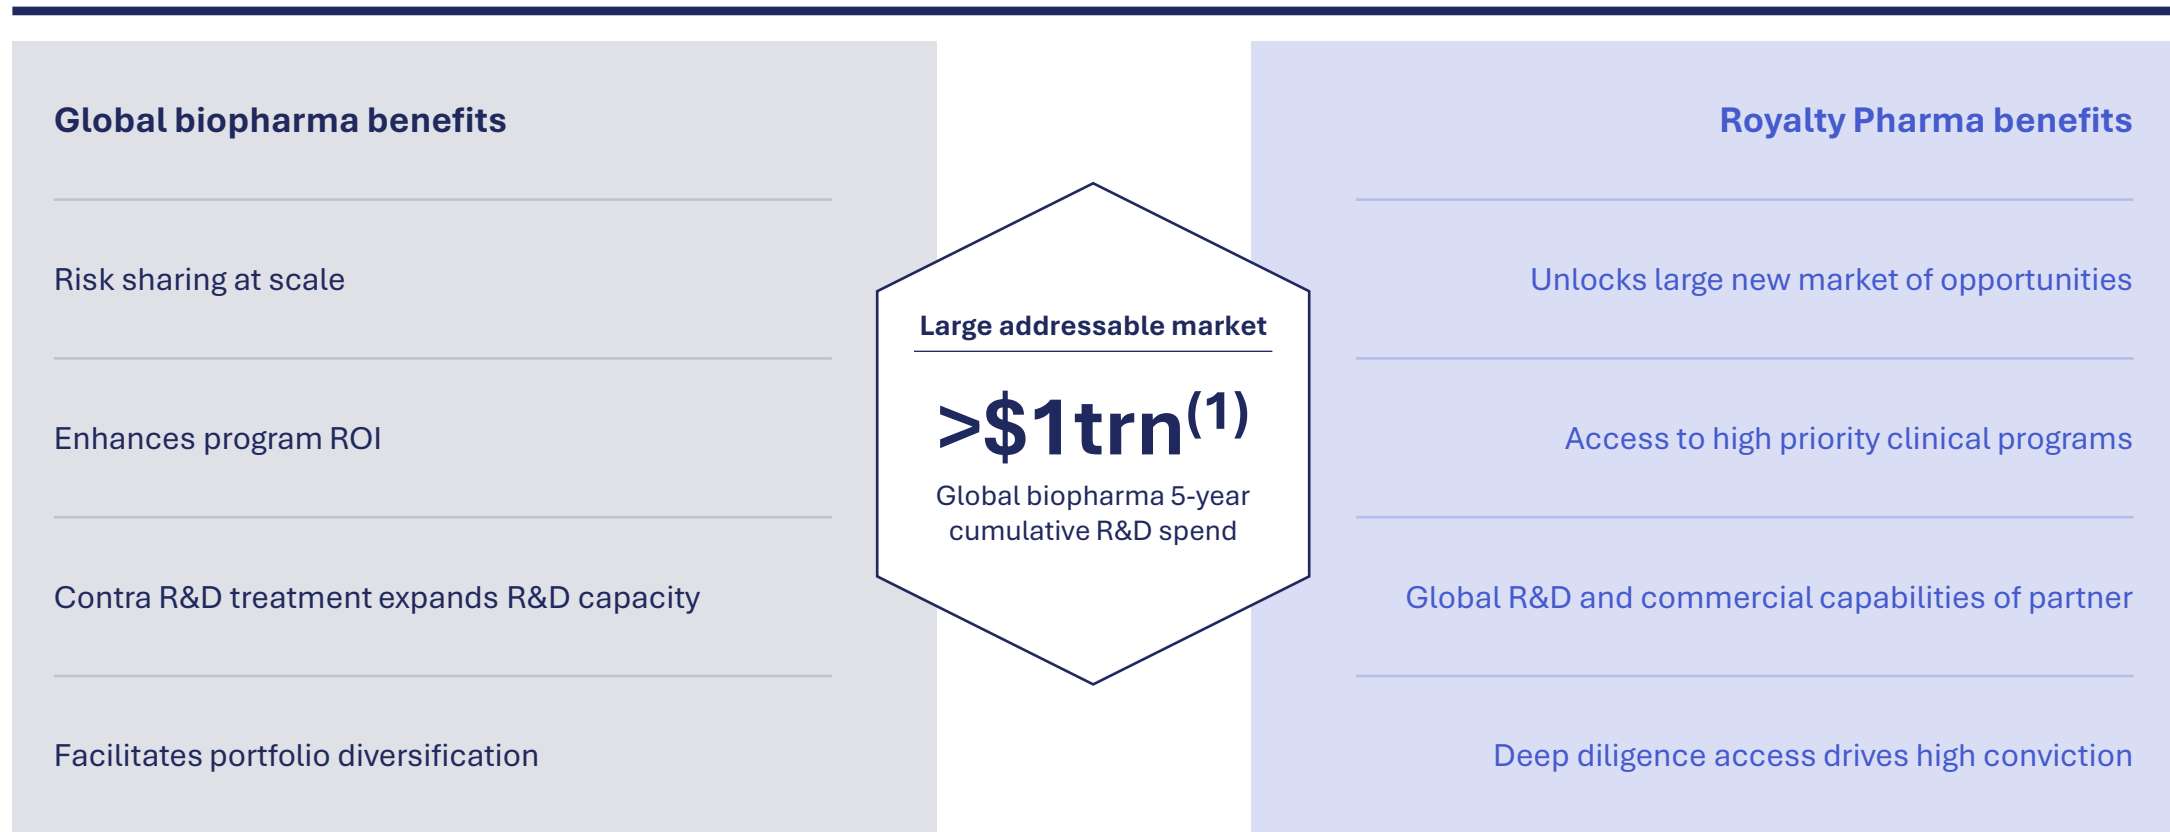 Global biopharma benefits
Risk sharing at scale
Enhances program ROI
Contra R&D treatment expands R&D capacity
Facilitates portfolio diversification
Large addressable market
>$1trn(1)
Global biopharma 5-year
cumulative R&D spend
Royalty Pharma benefits
Unlocks large new market of opportunities
Access to high priority clinical programs
Global R&D and commercial capabilities of partner
Deep diligence access drives high conviction